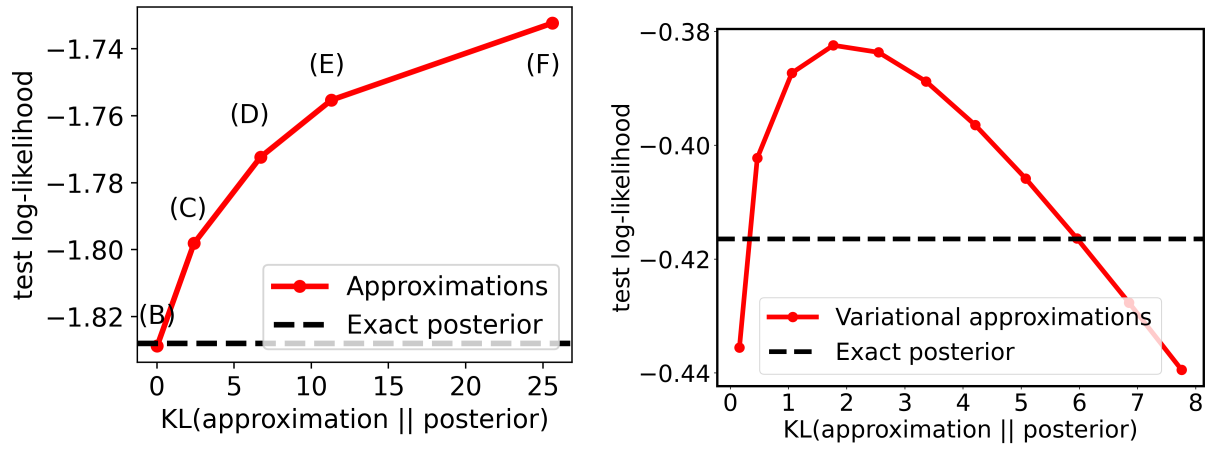 test log-likelihood
−1.74
−1.76
−1.78
−1.80
−1.82
(B)
(C)
(D)
(E)
(F)
Approximations
Exact posterior
0 5 10 15 20 25
KL(approximation || posterior)
test log-likelihood
−0.38
−0.40
−0.42
−0.44
Variational approximations
Exact posterior
0 1 2 3 4 5 6 7 8
KL(approximation || posterior)